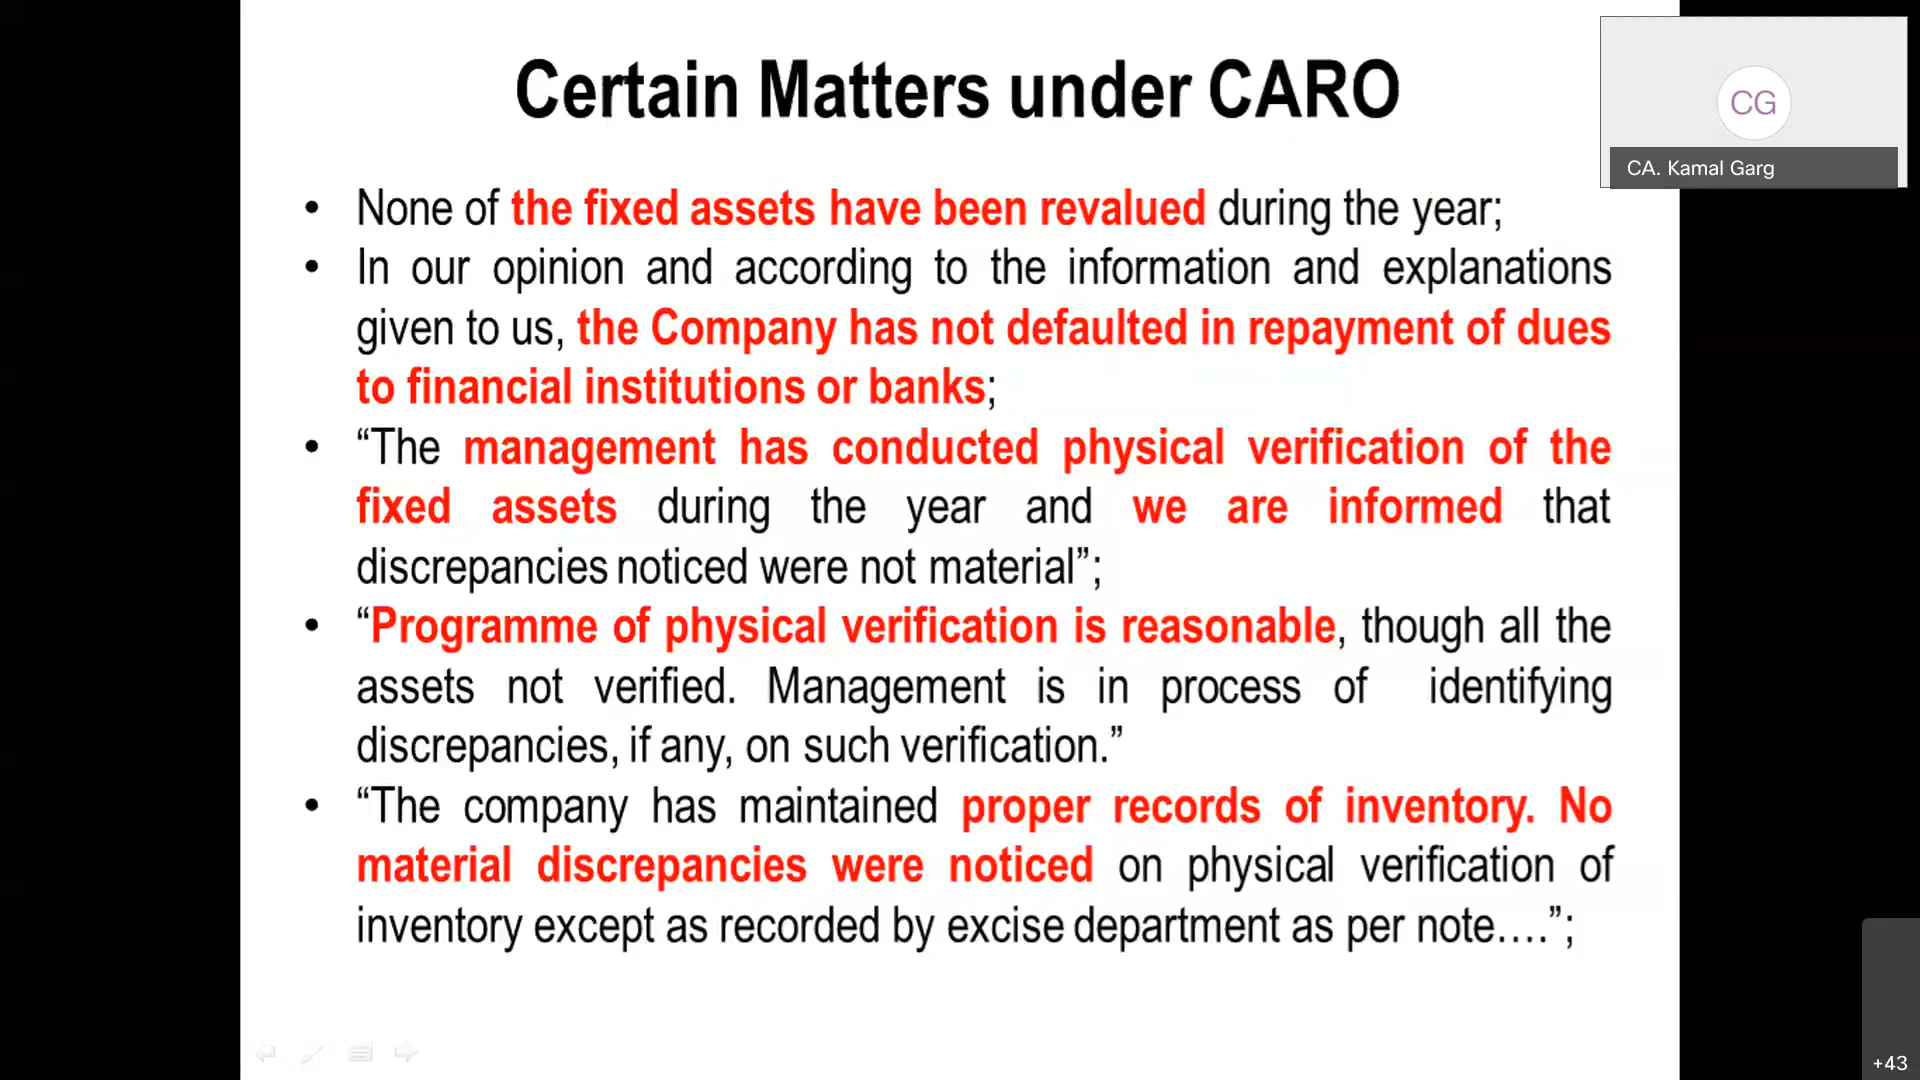 Certain Matters under CARO
CG
CA. Kamal Garg
• None of the fixed assets have been revalued during the year;
• In our opinion and according to the information and explanations
given to us, the Company has not defaulted in repayment of dues
to financial institutions or banks;
• “The management has conducted physical verification of the
fixed assets during the year and we are informed that
discrepancies noticed were not material”;
• “Programme of physical verification is reasonable, though all the
assets not verified. Management is in process of identifying
discrepancies, if any, on such verification.”
• “The company has maintained proper records of inventory. No
material discrepancies were noticed on physical verification of
inventory except as recorded by excise department as per note….”;
+43